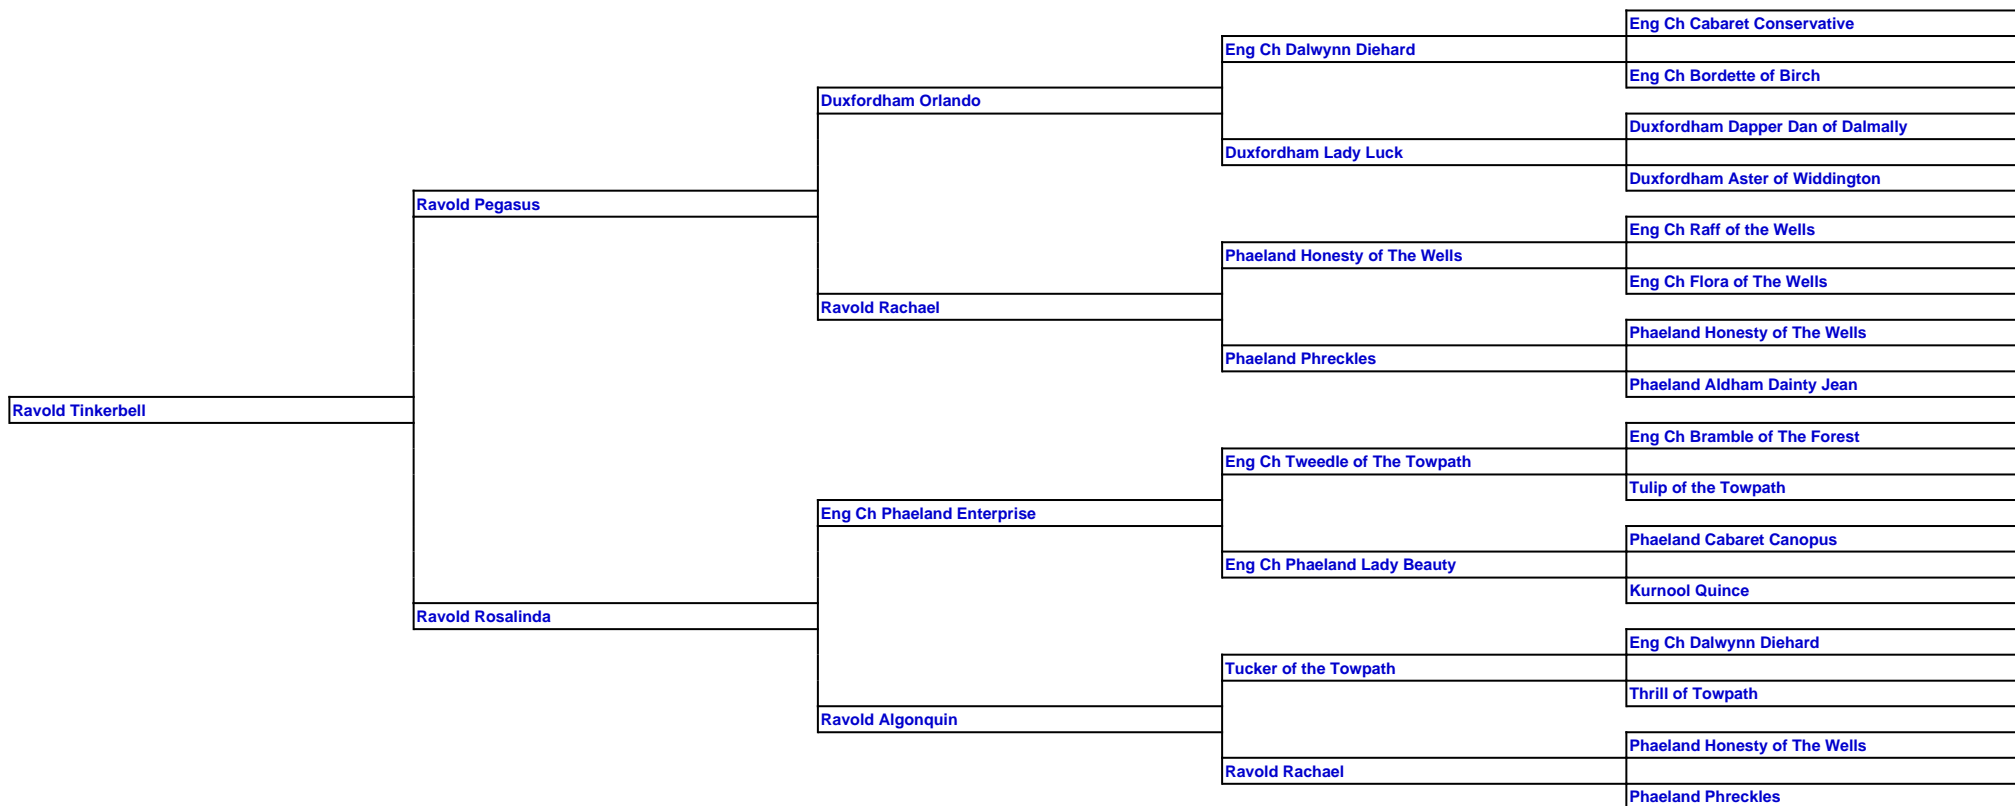 Eng Ch Cabaret Conservative
Eng Ch Dalwynn Diehard
Eng Ch Bordette of Birch
Duxfordham Orlando
Duxfordham Dapper Dan of Dalmally
Duxfordham Lady Luck
Duxfordham Aster of Widdington
Ravold Pegasus
Eng Ch Raff of the Wells
Phaeland Honesty of The Wells
Eng Ch Flora of The Wells
Ravold Rachael
Phaeland Honesty of The Wells
Phaeland Phreckles
Phaeland Aldham Dainty Jean
Ravold Tinkerbell
Eng Ch Bramble of The Forest
Eng Ch Tweedle of The Towpath
Tulip of the Towpath
Eng Ch Phaeland Enterprise
Phaeland Cabaret Canopus
Eng Ch Phaeland Lady Beauty
Kurnool Quince
Ravold Rosalinda
Eng Ch Dalwynn Diehard
Tucker of the Towpath
Thrill of Towpath
Ravold Algonquin
Phaeland Honesty of The Wells
Ravold Rachael
Phaeland Phreckles